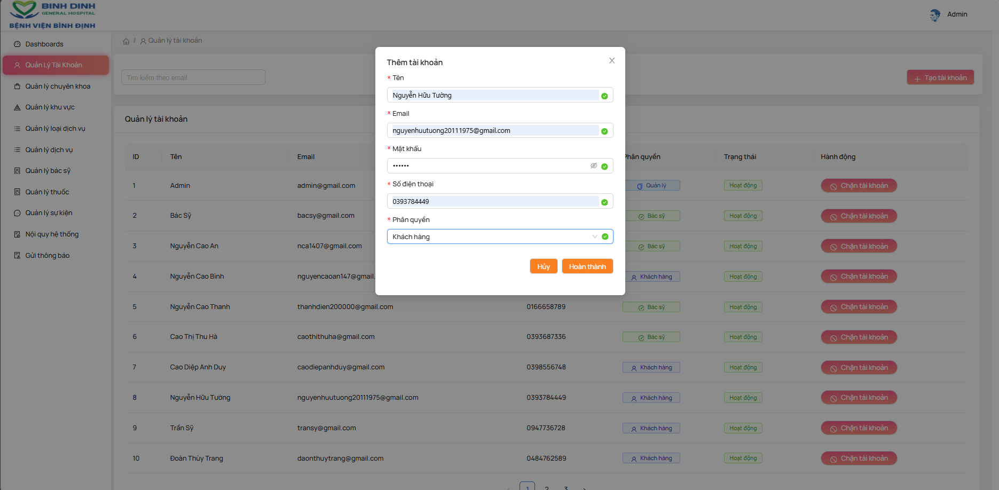 BINH DINH
GENERAL HOSPITAL
BỆNH VIỆN BÌNH ĐỊNH
Admin
Dashboards
Quản Lý Tài Khoản
Quản lý chuyên khoa
Quản lý khu vực
Quản lý loại dịch vụ
Quản lý dịch vụ
Quản lý bác sỹ
Quản lý thuốc
Quản lý sự kiện
Nội quy hệ thống
Gửi thông báo
/ Quản lý tài khoản
Tìm kiếm theo email
Tạo tài khoản
Quản lý tài khoản
Thêm tài khoản
* Tên
Nguyễn Hữu Tường
* Email
nguyenhuutuong20111975@gmail.com
* Mật khẩu
••••••
* Số điện thoại
0393784449
* Phân quyền
Khách hàng
Hủy Hoàn thành
ID Tên Email Phân quyền Trạng thái Hành động
1 Admin admin@gmail.com Quản lý Hoạt động Chặn tài khoản
2 Bác Sỹ bacsy@gmail.com Bác sỹ Hoạt động Chặn tài khoản
3 Nguyễn Cao An nca1407@gmail.com Bác sỹ Hoạt động Chặn tài khoản
4 Nguyễn Cao Bình nguyencaoan147@gmail. Khách hàng Hoạt động Chặn tài khoản
5 Nguyễn Cao Thanh thanhdien200000@gmail.com 0166658789 Bác sỹ Hoạt động Chặn tài khoản
6 Cao Thị Thu Hà caothithuha@gmail.com 0393687336 Bác sỹ Hoạt động Chặn tài khoản
7 Cao Diệp Anh Duy caodiepanhduy@gmail.com 0398556748 Khách hàng Hoạt động Chặn tài khoản
8 Nguyễn Hữu Tường nguyenhuutuong20111975@gmail.com 0393784449 Khách hàng Hoạt động Chặn tài khoản
9 Trần Sỹ transy@gmail.com 0947736728 Khách hàng Hoạt động Chặn tài khoản
10 Đoàn Thùy Trang daonthuytrang@gmail.com 0484762589 Khách hàng Hoạt động Chặn tài khoản
1 2 3